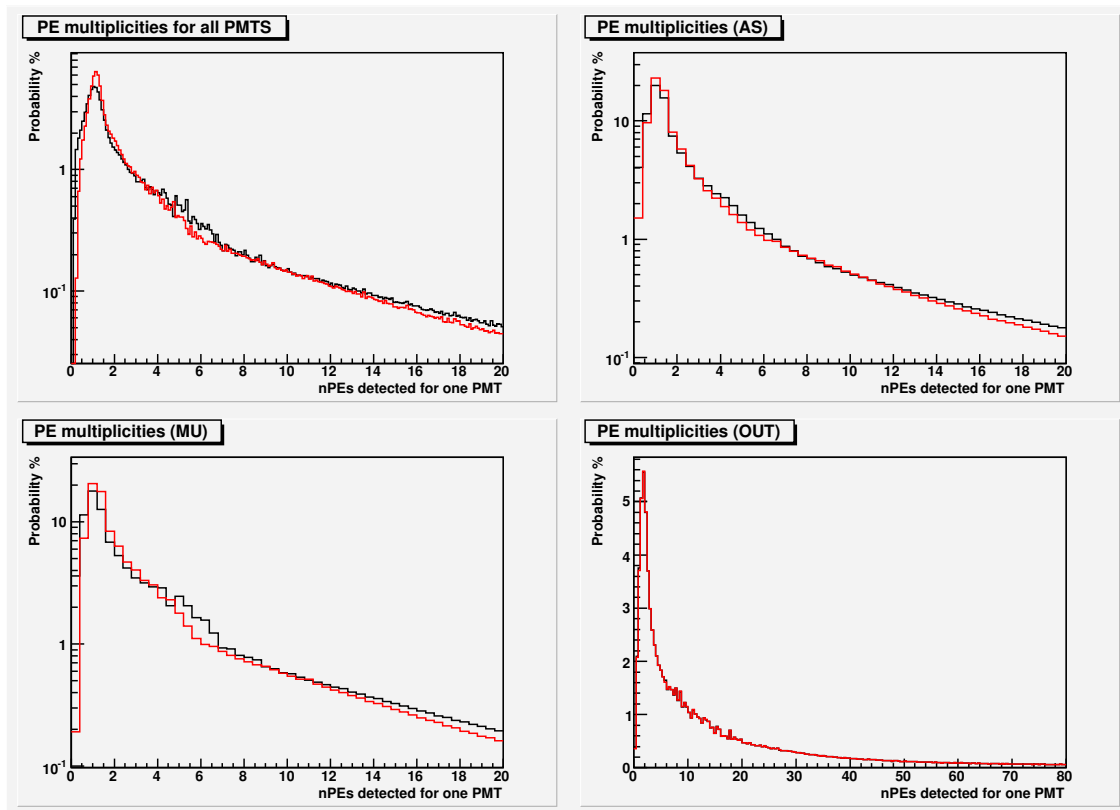 PE multiplicities for all PMTS
Probability %
1
10-1
0 2 4 6 8 10 12 14 16 18 20
nPEs detected for one PMT
PE multiplicities (AS)
Probability %
10
1
10-1
0 2 4 6 8 10 12 14 16 18 20
nPEs detected for one PMT
PE multiplicities (MU)
Probability %
10
1
10-1
0 2 4 6 8 10 12 14 16 18 20
nPEs detected for one PMT
PE multiplicities (OUT)
Probability %
5
4
3
2
1
0
0 10 20 30 40 50 60 70 80
nPEs detected for one PMT